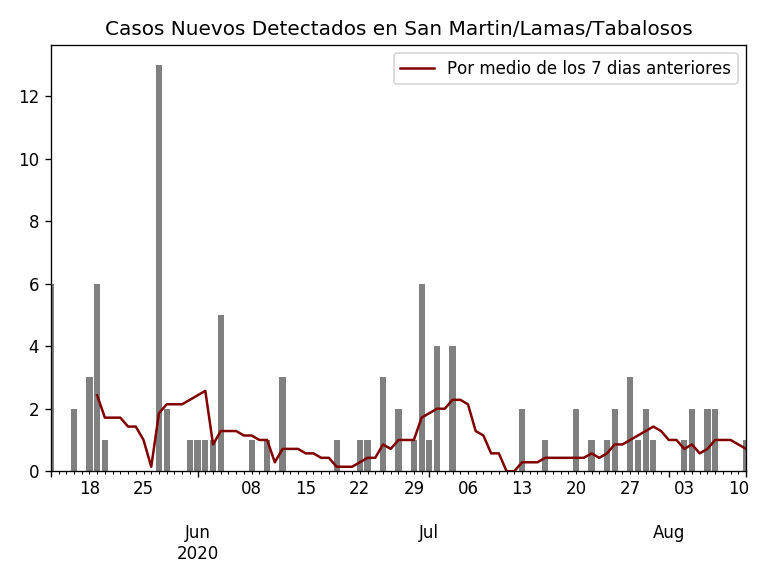 Casos Nuevos Detectados en San Martin/Lamas/Tabalosos
Por medio de los 7 dias anteriores
12
10
8
6
4
2
0
18 25 08 15 22 29 06 13 20 27 03 10
Jun Jul Aug
2020